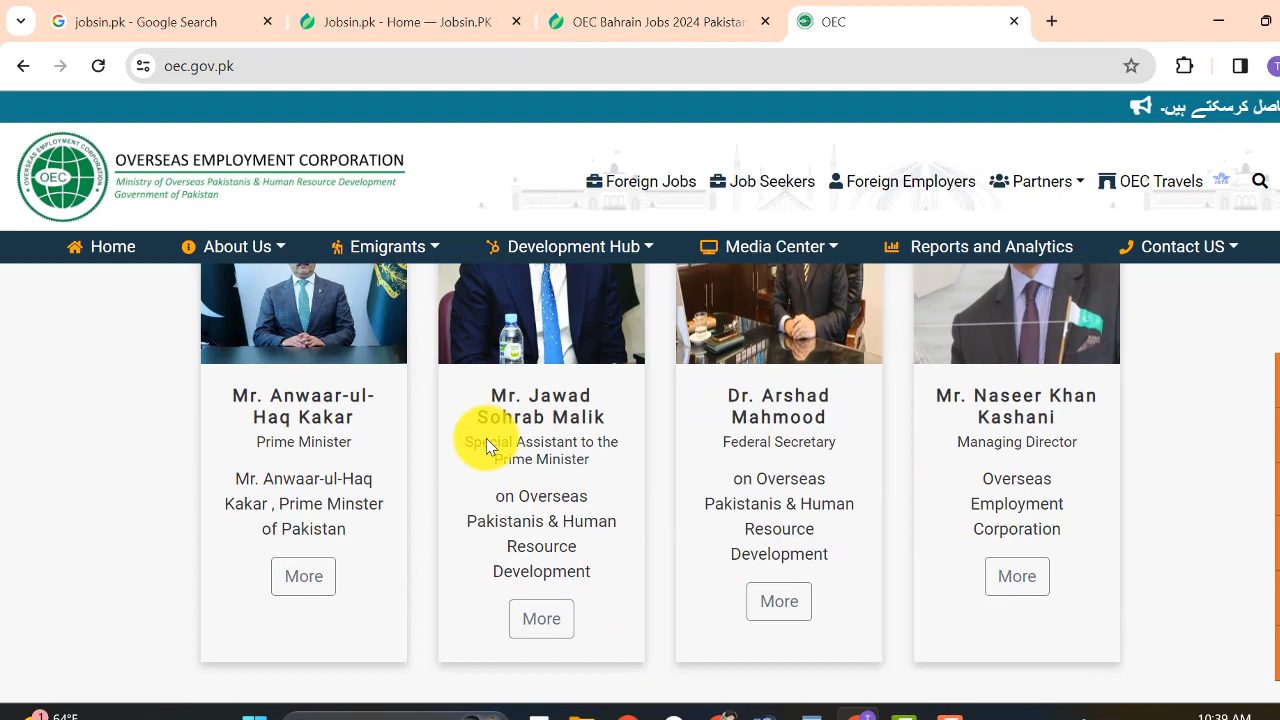 jobsin.pk - Google Search
Jobsin.pk - Home — Jobsin.PK -
OEC Bahrain Jobs 2024 Pakistan
OEC
oec.gov.pk
T
اصل کرسکتے ہیں۔
OEC
OVERSEAS EMPLOYMENT CORPORATION
Ministry of Overseas Pakistanis & Human Resource Development
Government of Pakistan
Foreign Jobs
Job Seekers
Foreign Employers
Partners
OEC Travels
IATA
Home
About Us
Emigrants
Development Hub
Media Center
Reports and Analytics
Contact US
Mr. Anwaar-ul-
Haq Kakar
Prime Minister
Mr. Anwaar-ul-Haq
Kakar , Prime Minster
of Pakistan
More
Mr. Jawad
Sohrab Malik
Special Assistant to the
Prime Minister
on Overseas
Pakistanis & Human
Resource
Development
More
Dr. Arshad
Mahmood
Federal Secretary
on Overseas
Pakistanis & Human
Resource
Development
More
Mr. Naseer Khan
Kashani
Managing Director
Overseas
Employment
Corporation
More
1
64°F
10:39 AM